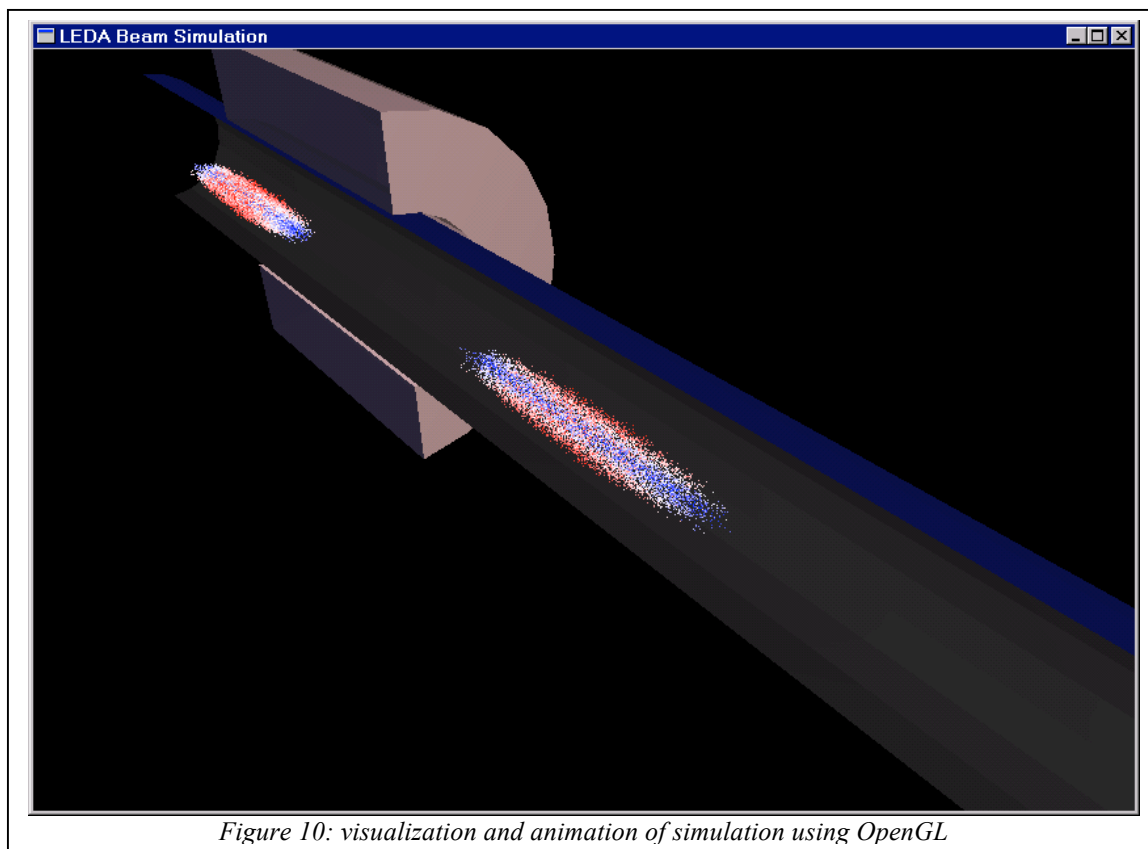 LEDA Beam Simulation
Figure 10: visualization and animation of simulation using OpenGL